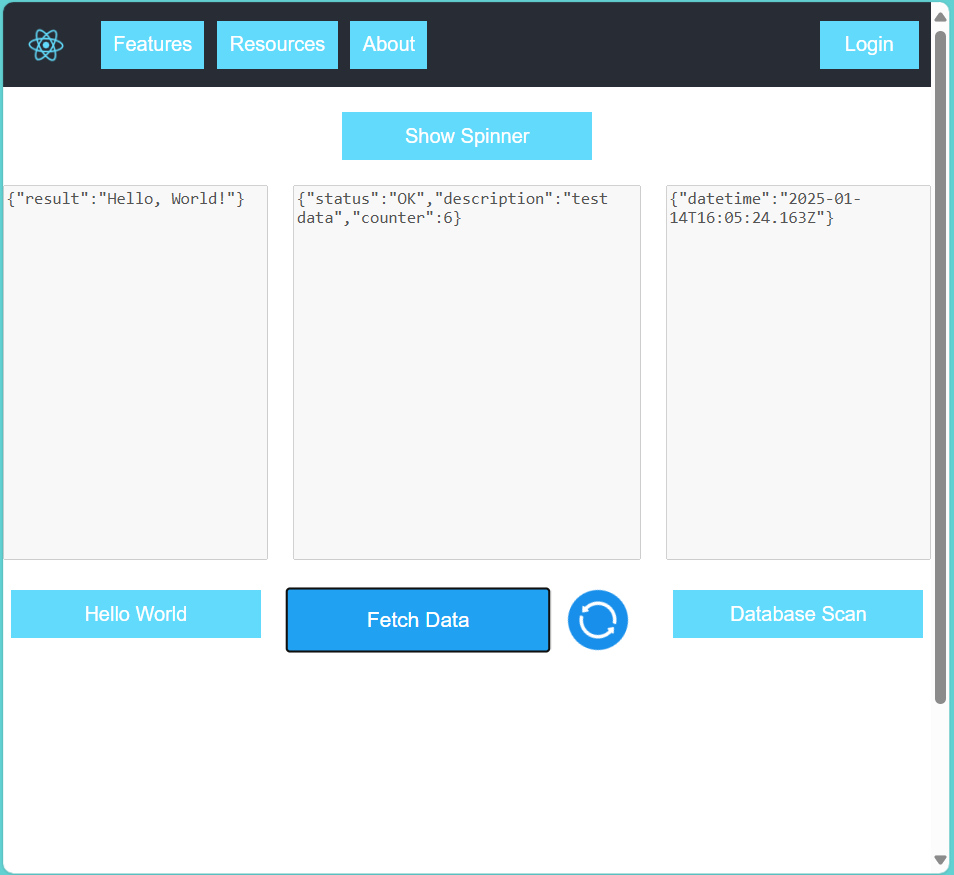 Features Resources About Login
Show Spinner
{"result":"Hello, World!"}
{"status":"OK","description":"test
data","counter":6}
{"datetime":"2025-01-
14T16:05:24.163Z"}
Hello World
Fetch Data
Database Scan